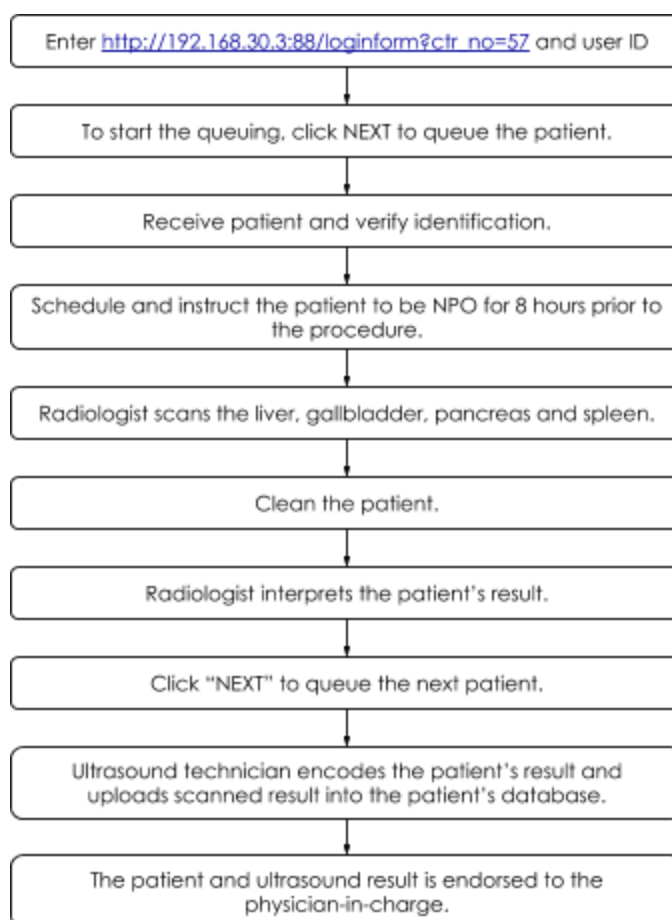 Enter http://192.168.30.3:88/loginform?ctr_no=57 and user ID
To start the queuing, click NEXT to queue the patient.
Receive patient and verify identification.
Schedule and instruct the patient to be NPO for 8 hours prior to
the procedure.
Radiologist scans the liver, gallbladder, pancreas and spleen.
Clean the patient.
Radiologist interprets the patient’s result.
Click “NEXT” to queue the next patient.
Ultrasound technician encodes the patient’s result and
uploads scanned result into the patient’s database.
The patient and ultrasound result is endorsed to the
physician-in-charge.